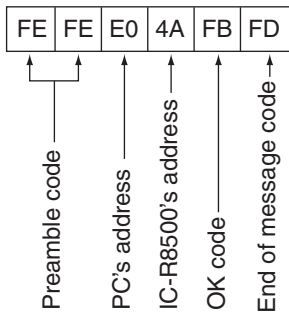 FE FE E0 4A FB FD
Preamble code
PC's address
IC-R8500's address
OK code
End of message code